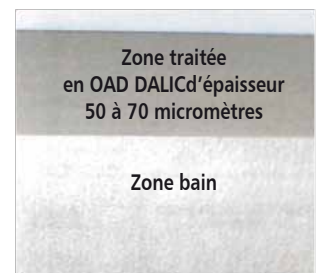 Zone traitée
en OAD DALICd'épaisseur
50 à 70 micromètres
Zone bain